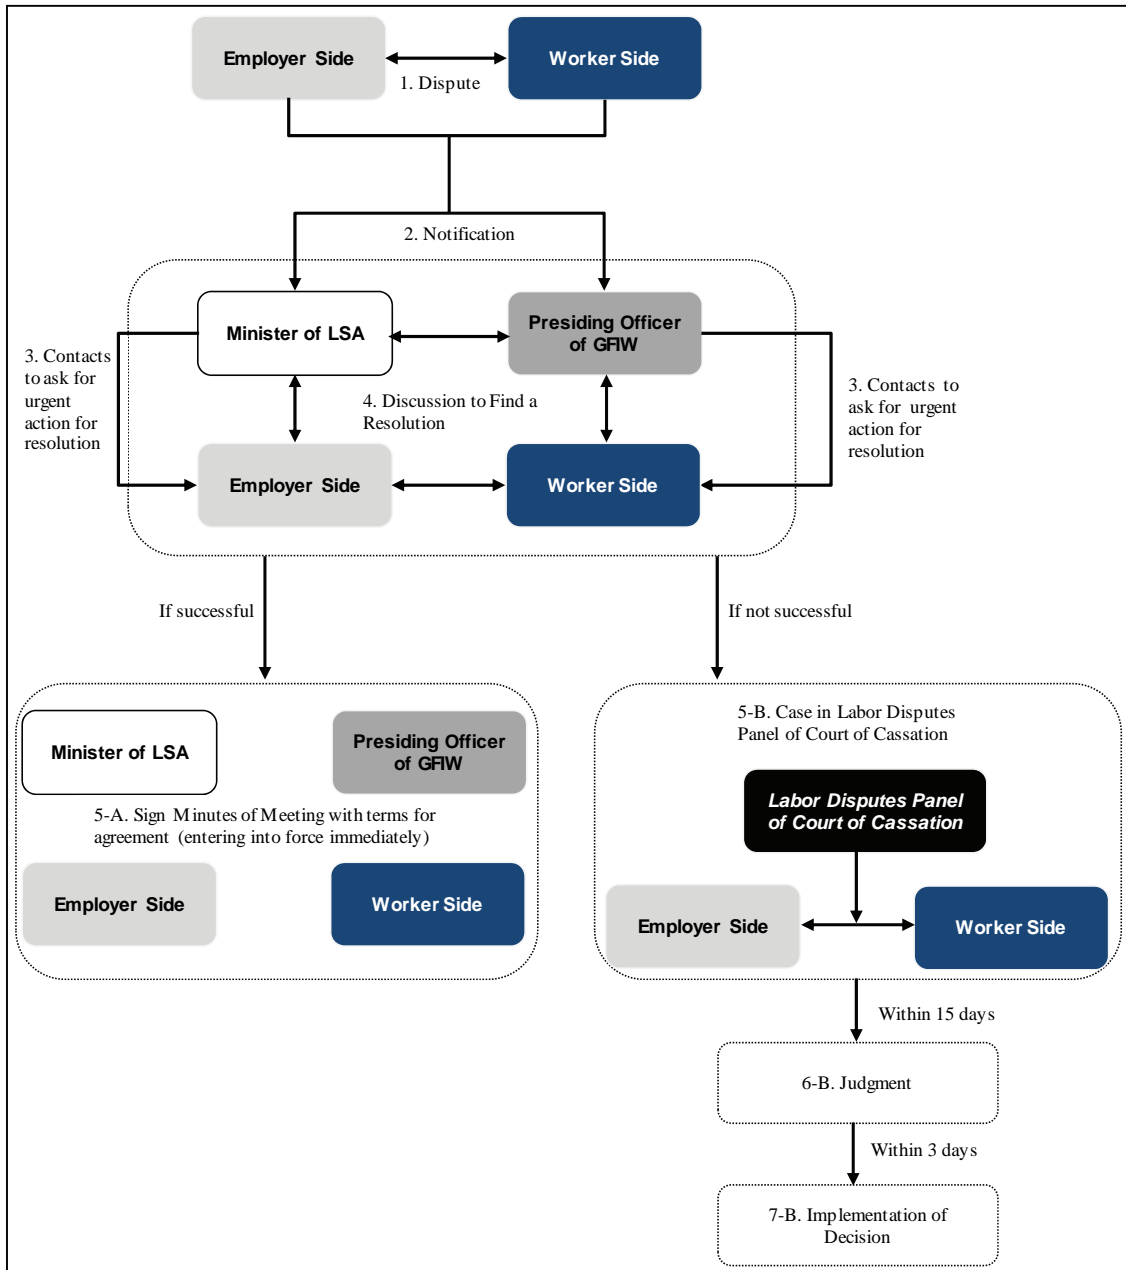 Employer Side
Worker Side
1. Dispute
2. Notification
Minister of LSA
Presiding Officer
of GFIW
3. Contacts
to ask for
urgent
action for
resolution
4. Discussion to Find a
Resolution
3. Contacts to
ask for urgent
action for
resolution
Employer Side
Worker Side
If successful
If not successful
Minister of LSA
Presiding Officer
of GFIW
5-A. Sign Minutes of Meeting with terms for
agreement (entering into force immediately)
Employer Side
Worker Side
5-B. Case in Labor Disputes
Panel of Court of Cassation
Labor Disputes Panel
of Court of Cassation
Employer Side
Worker Side
Within 15 days
6-B. Judgment
Within 3 days
7-B. Implementation of
Decision